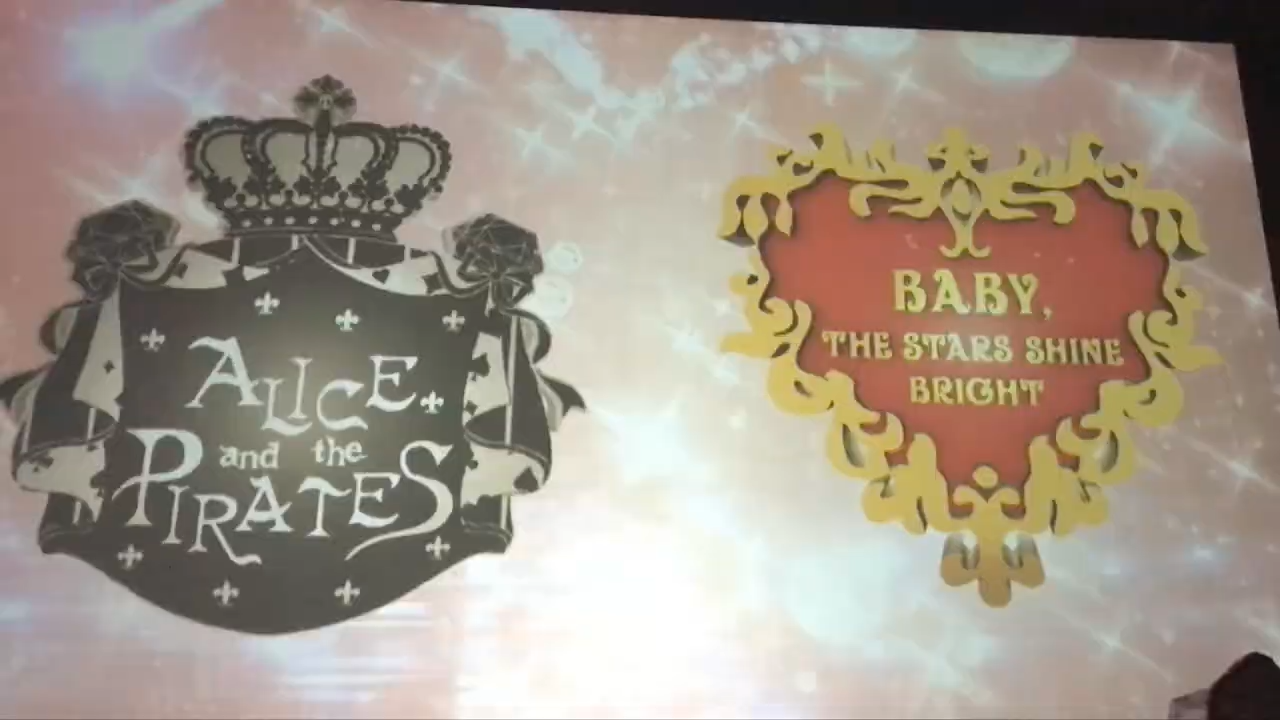 ALICE
and the
PIRATES
BABY,
THE STARS SHINE
BRIGHT